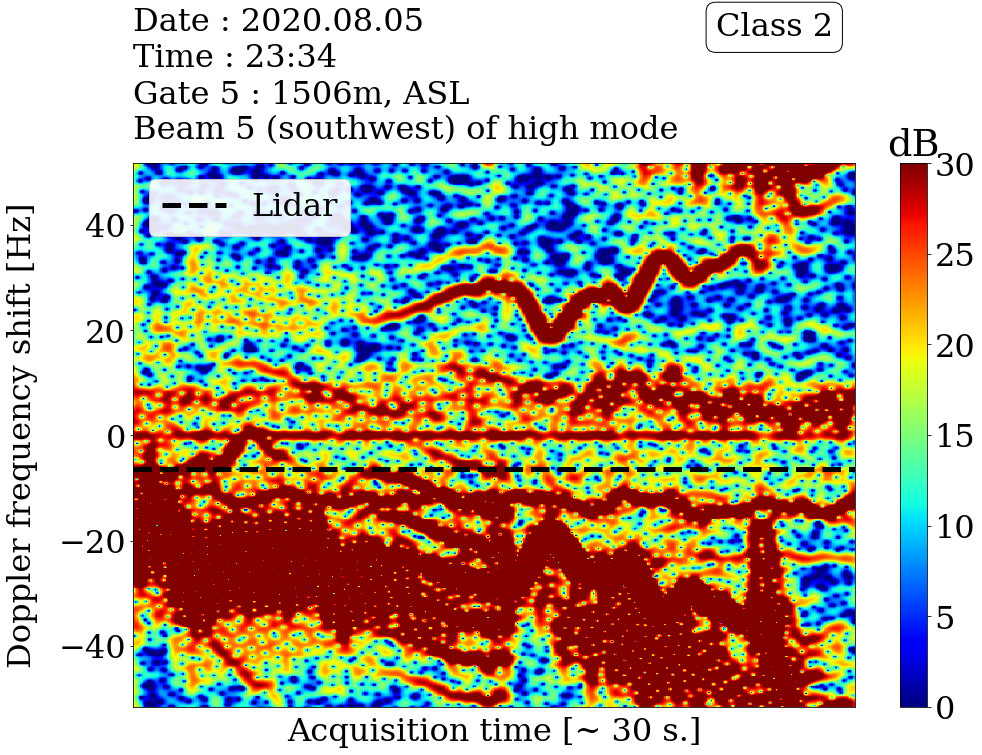 Date : 2020.08.05
Time : 23:34
Gate 5 : 1506m, ASL
Beam 5 (southwest) of high mode
Class 2
dB
Lidar
Doppler frequency shift [Hz]
40
20
0
−20
−40
30
25
20
15
10
5
0
Acquisition time [~ 30 s.]